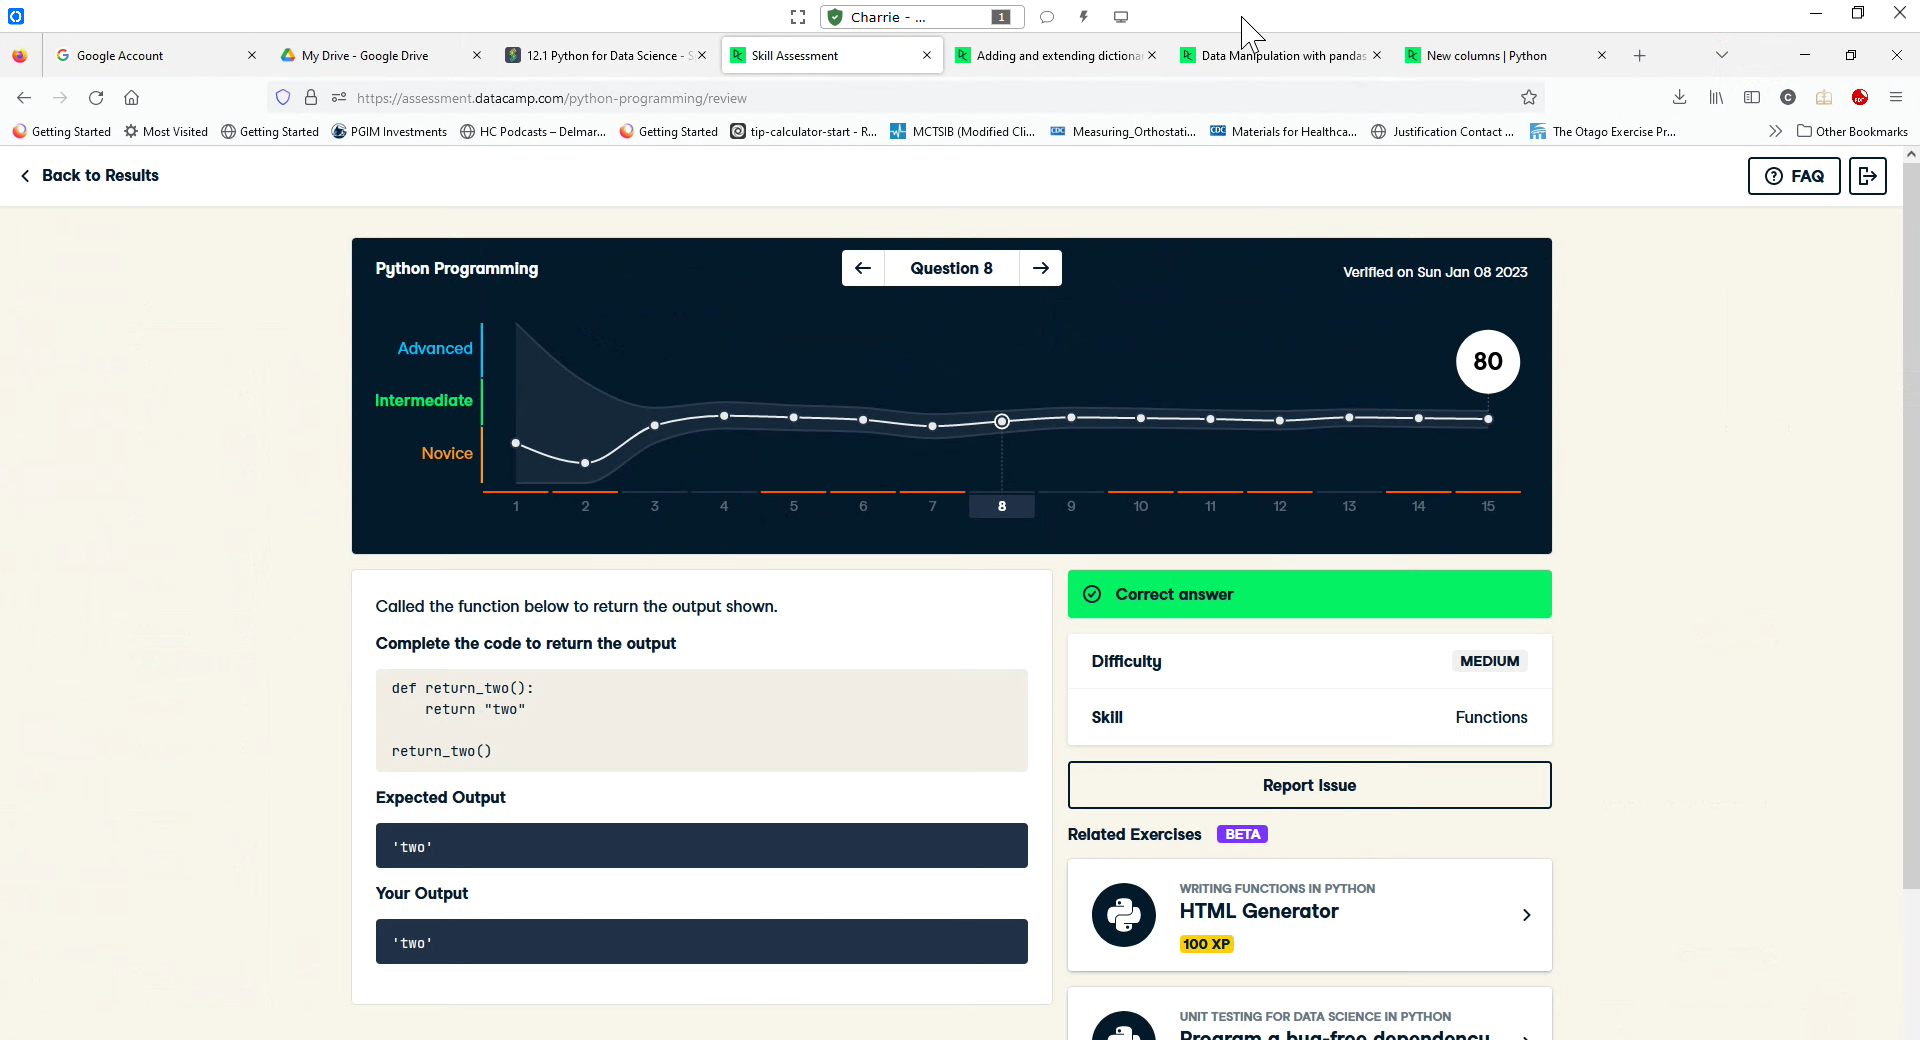 Charrie - ...
1
Google Account
My Drive - Google Drive
12.1 Python for Data Science - S
Skill Assessment
Adding and extending dictionar
Data Manipulation with pandas
New columns | Python
https://assessment.datacamp.com/python-programming/review
Getting Started
Most Visited
Getting Started
PGIM Investments
HC Podcasts – Delmar...
Getting Started
tip-calculator-start - R...
MCTSIB (Modified Cli...
CDC
Measuring_Orthostati...
CDC
Materials for Healthca...
Justification Contact ...
The Otago Exercise Pr...
Other Bookmarks
Back to Results
FAQ
Python Programming
Question 8
Verified on Sun Jan 08 2023
Advanced
Intermediate
Novice
80
1 2 3 4 5 6 7 8 9 10 11 12 13 14 15
Called the function below to return the output shown.
Complete the code to return the output
def return_two():
    return "two"
return_two()
Expected Output
'two'
Your Output
'two'
Correct answer
Difficulty
MEDIUM
Skill
Functions
Report Issue
Related Exercises
BETA
WRITING FUNCTIONS IN PYTHON
HTML Generator
100 XP
UNIT TESTING FOR DATA SCIENCE IN PYTHON
Program a bug-free dependency